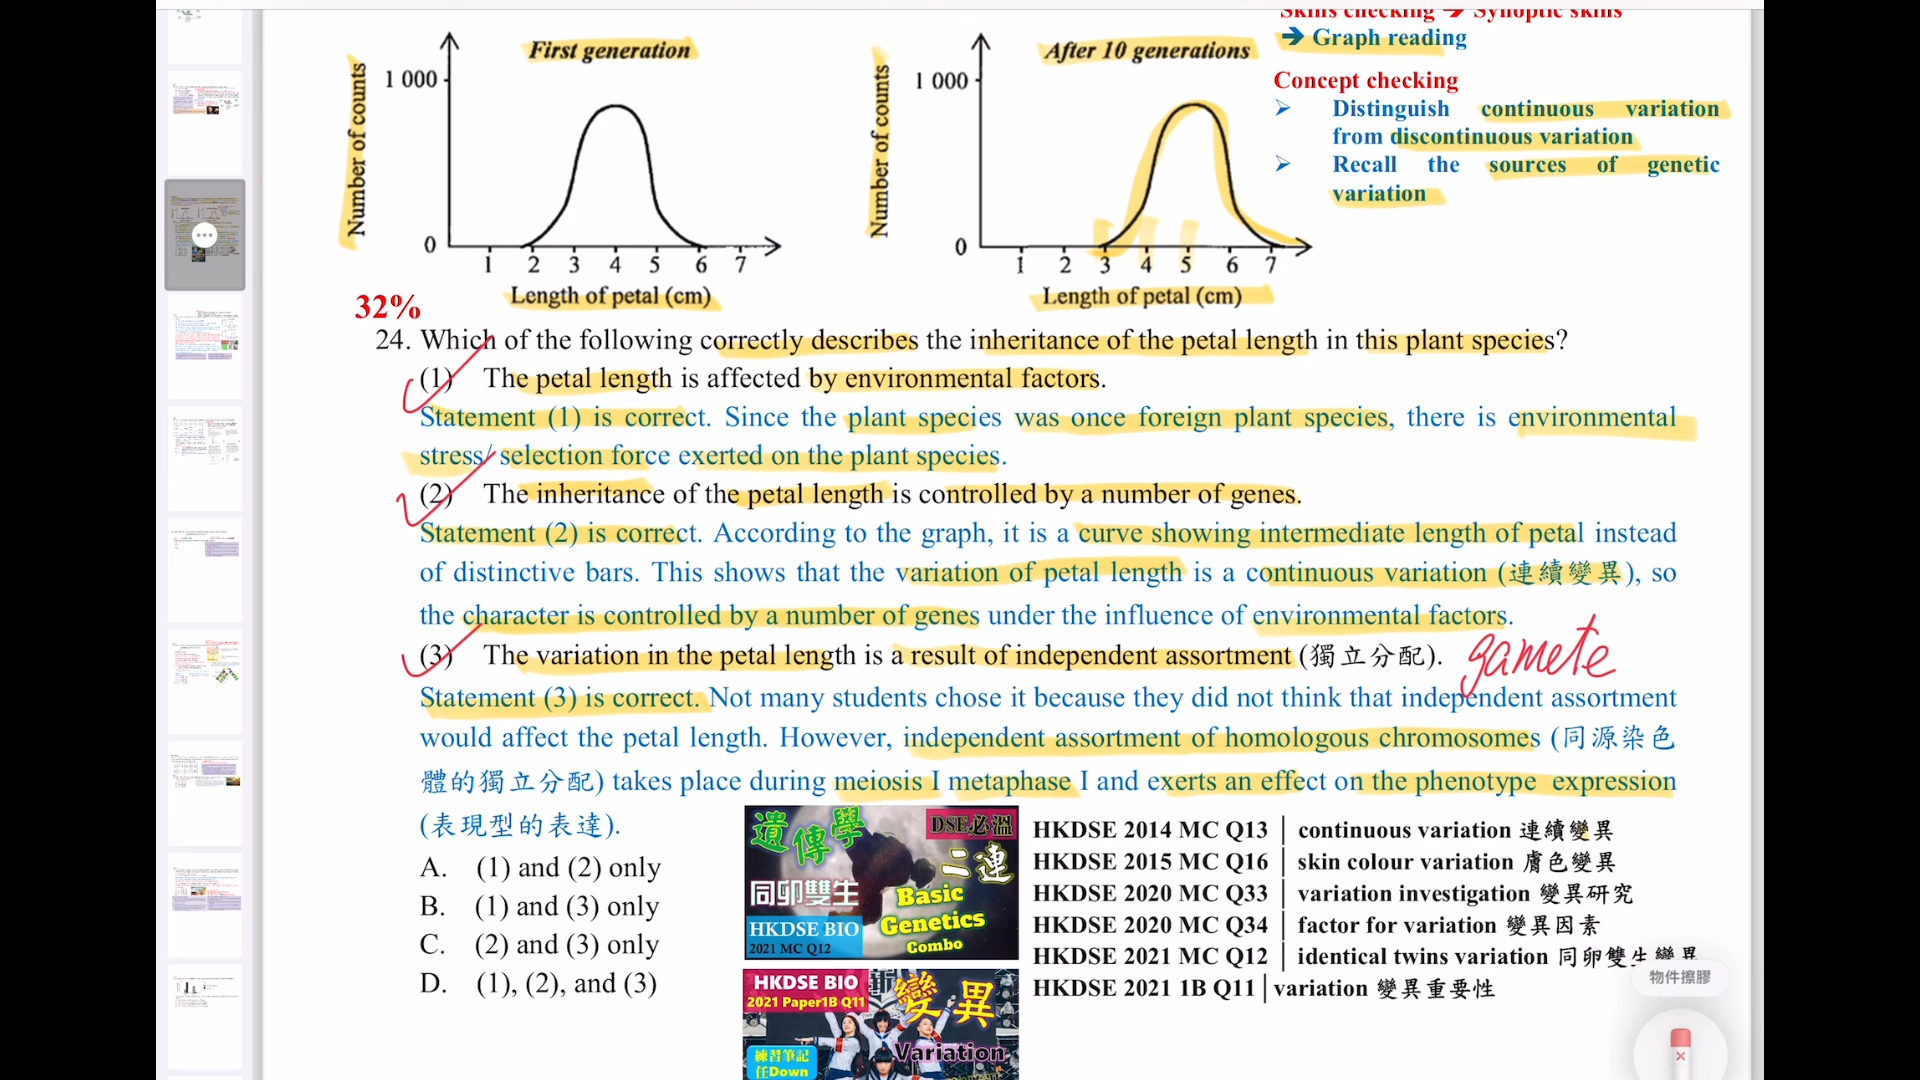 Skills checking → Synoptic skills
→ Graph reading
Concept checking
➢ Distinguish continuous variation
from discontinuous variation
➢ Recall the sources of genetic
variation
First generation
Number of counts
1 000
0
1 2 3 4 5 6 7
Length of petal (cm)
After 10 generations
Number of counts
1 000
0
1 2 3 4 5 6 7
Length of petal (cm)
32%
24. Which of the following correctly describes the inheritance of the petal length in this plant species?
(1) The petal length is affected by environmental factors.
Statement (1) is correct. Since the plant species was once foreign plant species, there is environmental
stress/ selection force exerted on the plant species.
(2) The inheritance of the petal length is controlled by a number of genes.
Statement (2) is correct. According to the graph, it is a curve showing intermediate length of petal instead
of distinctive bars. This shows that the variation of petal length is a continuous variation (連續變異), so
the character is controlled by a number of genes under the influence of environmental factors.
(3) The variation in the petal length is a result of independent assortment (獨立分配).
gamete
Statement (3) is correct. Not many students chose it because they did not think that independent assortment
would affect the petal length. However, independent assortment of homologous chromosomes (同源染色
體的獨立分配) takes place during meiosis I metaphase I and exerts an effect on the phenotype expression
(表現型的表達).
A. (1) and (2) only
B. (1) and (3) only
C. (2) and (3) only
D. (1), (2), and (3)
遺傳學
DSE必溫
二連
同卵雙生
Basic
Genetics
Combo
HKDSE BIO
2021 MC Q12
HKDSE BIO
2021 Paper1B Q11
變異
練習筆記
任Down
Variation
HKDSE 2014 MC Q13 | continuous variation 連續變異
HKDSE 2015 MC Q16 | skin colour variation 膚色變異
HKDSE 2020 MC Q33 | variation investigation 變異研究
HKDSE 2020 MC Q34 | factor for variation 變異因素
HKDSE 2021 MC Q12 | identical twins variation 同卵雙生變異
HKDSE 2021 1B Q11 | variation 變異重要性
物件擦膠